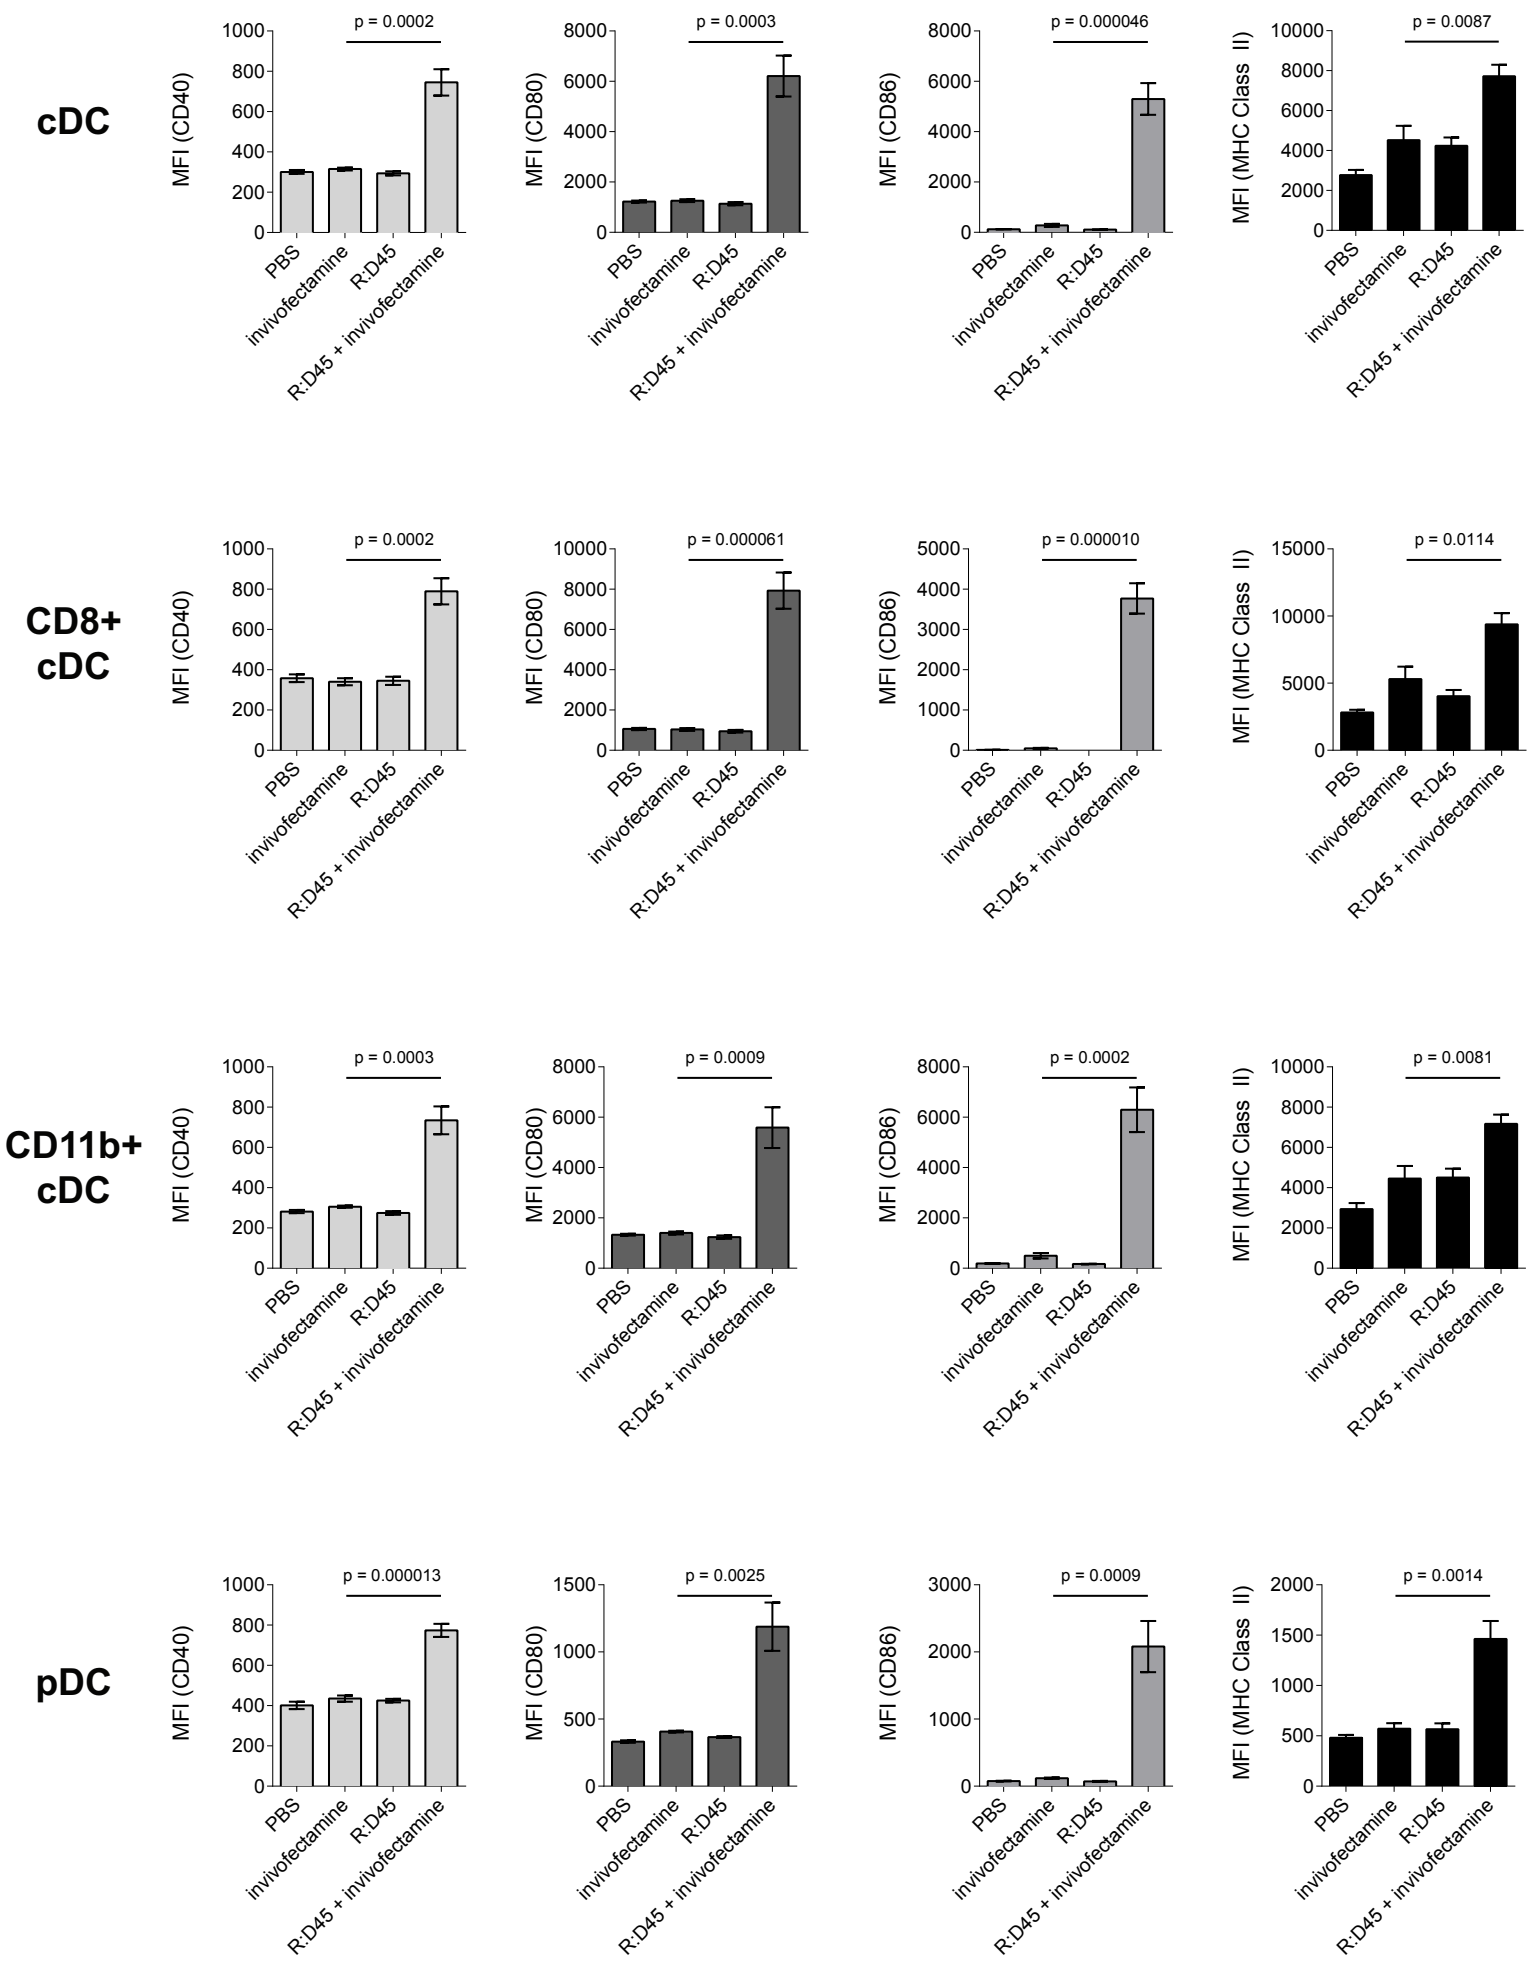 cDC
p = 0.0002
MFI (CD40)
1000
800
600
400
200
0
PBS
invivofectamine
R:D45
R:D45 + invivofectamine
p = 0.0003
MFI (CD80)
8000
6000
4000
2000
0
PBS
invivofectamine
R:D45
R:D45 + invivofectamine
p = 0.000046
MFI (CD86)
8000
6000
4000
2000
0
PBS
invivofectamine
R:D45
R:D45 + invivofectamine
p = 0.0087
MFI (MHC Class II)
10000
8000
6000
4000
2000
0
PBS
invivofectamine
R:D45
R:D45 + invivofectamine
CD8+
cDC
p = 0.0002
MFI (CD40)
1000
800
600
400
200
0
PBS
invivofectamine
R:D45
R:D45 + invivofectamine
p = 0.000061
MFI (CD80)
10000
8000
6000
4000
2000
0
PBS
invivofectamine
R:D45
R:D45 + invivofectamine
p = 0.000010
MFI (CD86)
5000
4000
3000
2000
1000
0
PBS
invivofectamine
R:D45
R:D45 + invivofectamine
p = 0.0114
MFI (MHC Class II)
15000
10000
5000
0
PBS
invivofectamine
R:D45
R:D45 + invivofectamine
CD11b+
cDC
p = 0.0003
MFI (CD40)
1000
800
600
400
200
0
PBS
invivofectamine
R:D45
R:D45 + invivofectamine
p = 0.0009
MFI (CD80)
8000
6000
4000
2000
0
PBS
invivofectamine
R:D45
R:D45 + invivofectamine
p = 0.0002
MFI (CD86)
8000
6000
4000
2000
0
PBS
invivofectamine
R:D45
R:D45 + invivofectamine
p = 0.0081
MFI (MHC Class II)
10000
8000
6000
4000
2000
0
PBS
invivofectamine
R:D45
R:D45 + invivofectamine
pDC
p = 0.000013
MFI (CD40)
1000
800
600
400
200
0
PBS
invivofectamine
R:D45
R:D45 + invivofectamine
p = 0.0025
MFI (CD80)
1500
1000
500
0
PBS
invivofectamine
R:D45
R:D45 + invivofectamine
p = 0.0009
MFI (CD86)
3000
2000
1000
0
PBS
invivofectamine
R:D45
R:D45 + invivofectamine
p = 0.0014
MFI (MHC Class II)
2000
1500
1000
500
0
PBS
invivofectamine
R:D45
R:D45 + invivofectamine